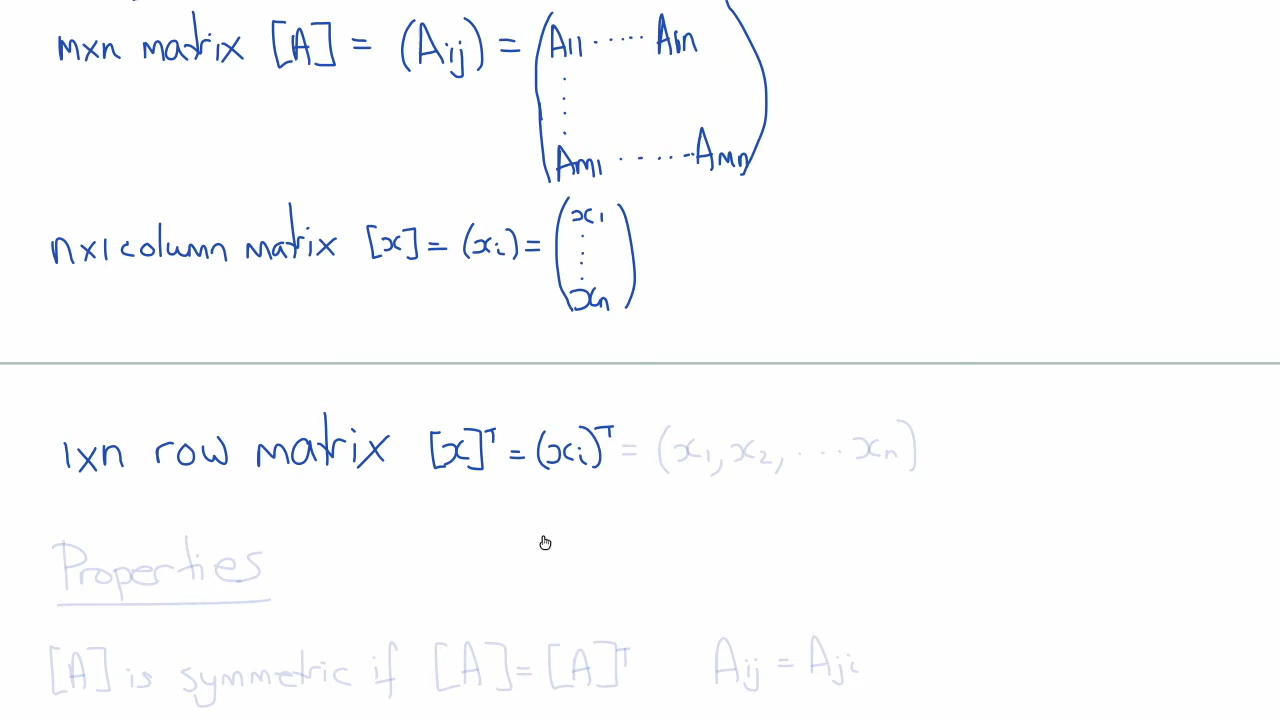 mxn matrix [A] = (Aij) = (A11 ..... A1n
⋮
Am1 ...... Amn)
nx1 column matrix [x] = (xi) = (x1
⋮
xn)
1xn row matrix [x]ᵀ = (xi)ᵀ = (x1, x2, ... xn)
Properties
[A] is symmetric if [A] = [A]ᵀ Aij = Aji